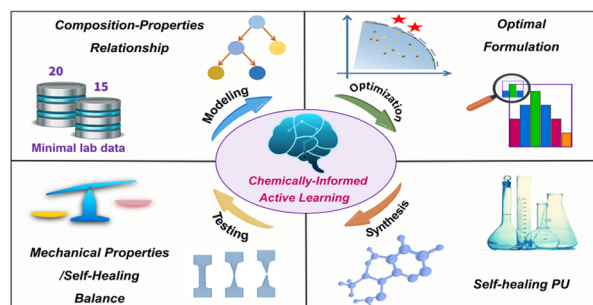 Composition-Properties
Relationship
20
15
Minimal lab data
Modeling
Optimization
Optimal
Formulation
Chemically-Informed
Active Learning
Testing
Synthesis
Mechanical Properties
/Self-Healing
Balance
Self-healing PU